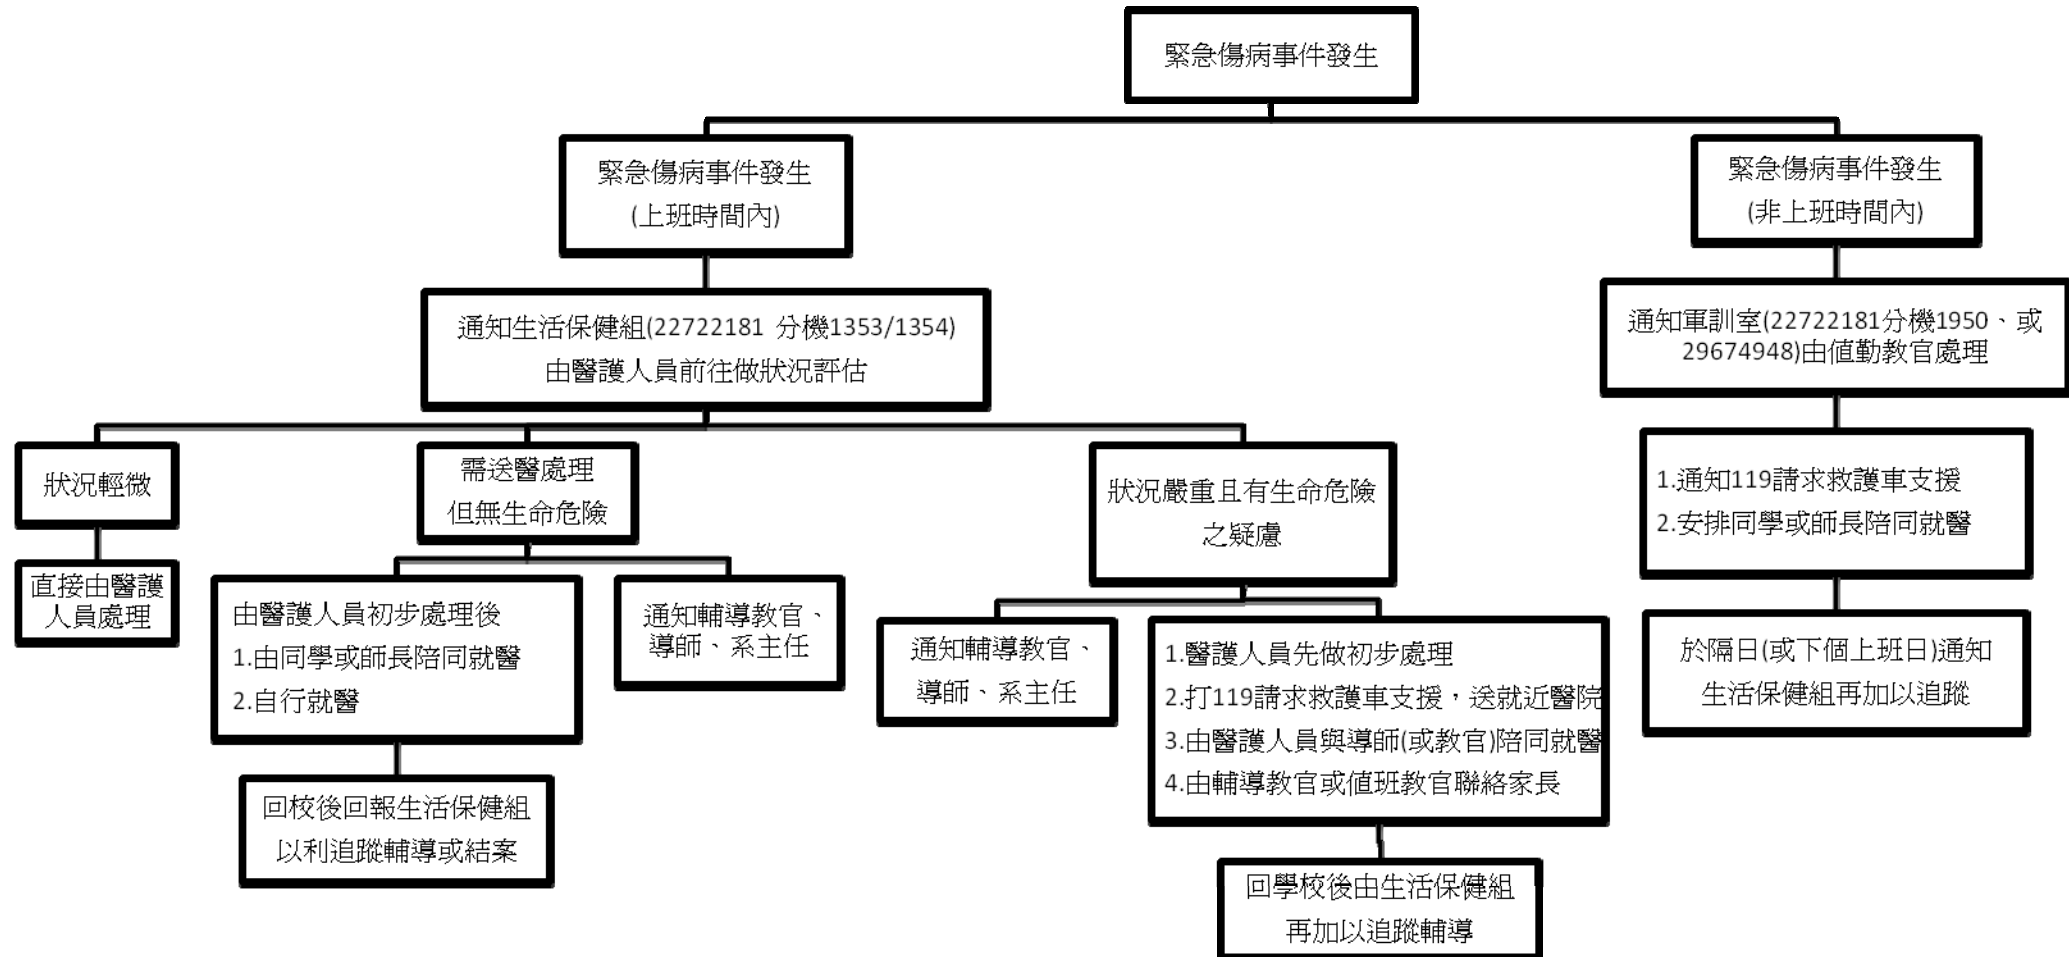 緊急傷病事件發生
緊急傷病事件發生
(上班時間內)
緊急傷病事件發生
(非上班時間內)
通知生活保健組(22722181 分機1353/1354)
由醫護人員前往做狀況評估
通知軍訓室(22722181分機1950、或
29674948)由值勤教官處理
狀況輕微
需送醫處理
但無生命危險
狀況嚴重且有生命危險
之疑慮
1.通知119請求救護車支援
2.安排同學或師長陪同就醫
直接由醫護
人員處理
由醫護人員初步處理後
1.由同學或師長陪同就醫
2.自行就醫
通知輔導教官、
導師、系主任
通知輔導教官、
導師、系主任
1.醫護人員先做初步處理
2.打119請求救護車支援，送就近醫院
3.由醫護人員與導師(或教官)陪同就醫
4.由輔導教官或值班教官聯絡家長
於隔日(或下個上班日)通知
生活保健組再加以追蹤
回校後回報生活保健組
以利追蹤輔導或結案
回學校後由生活保健組
再加以追蹤輔導